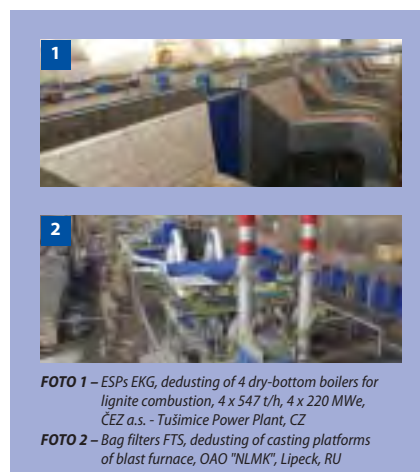 1
2
FOTO 1 – ESPs EKG, dedusting of 4 dry-bottom boilers for
lignite combustion, 4 x 547 t/h, 4 x 220 MWe,
ČEZ a.s. - Tušimice Power Plant, CZ
FOTO 2 – Bag filters FTS, dedusting of casting platforms
of blast furnace, OAO "NLMK", Lipeck, RU